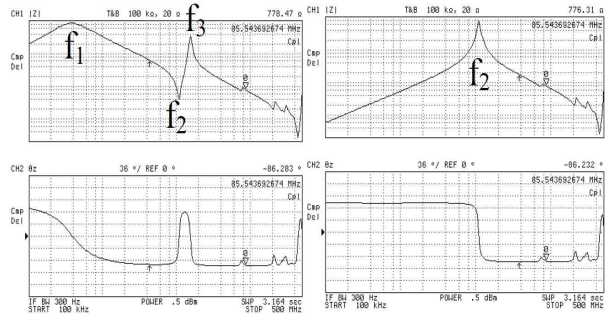 CH1 |Z| T&B 100 kΩ, 20 Ω 778.47 Ω
85.543692674 MHz
Cpl
Cmp
Del
f1
f2
f3
0
CH2 θz 36 °/ REF 0 ° -86.283 °
85.543692674 MHz
Cpl
Cmp
Del
0
IF BW 300 Hz POWER .5 dBm SWP 3.164 sec
START 100 kHz STOP 500 MHz
CH1 |Z| T&B 100 kΩ, 20 Ω 776.31 Ω
85.543692674 MHz
Cpl
Cmp
Del
f2
0
CH2 θz 36 °/ REF 0 ° -86.232 °
85.543692674 MHz
Cpl
Cmp
Del
0
IF BW 300 Hz POWER .5 dBm SWP 3.164 sec
START 100 kHz STOP 500 MHz